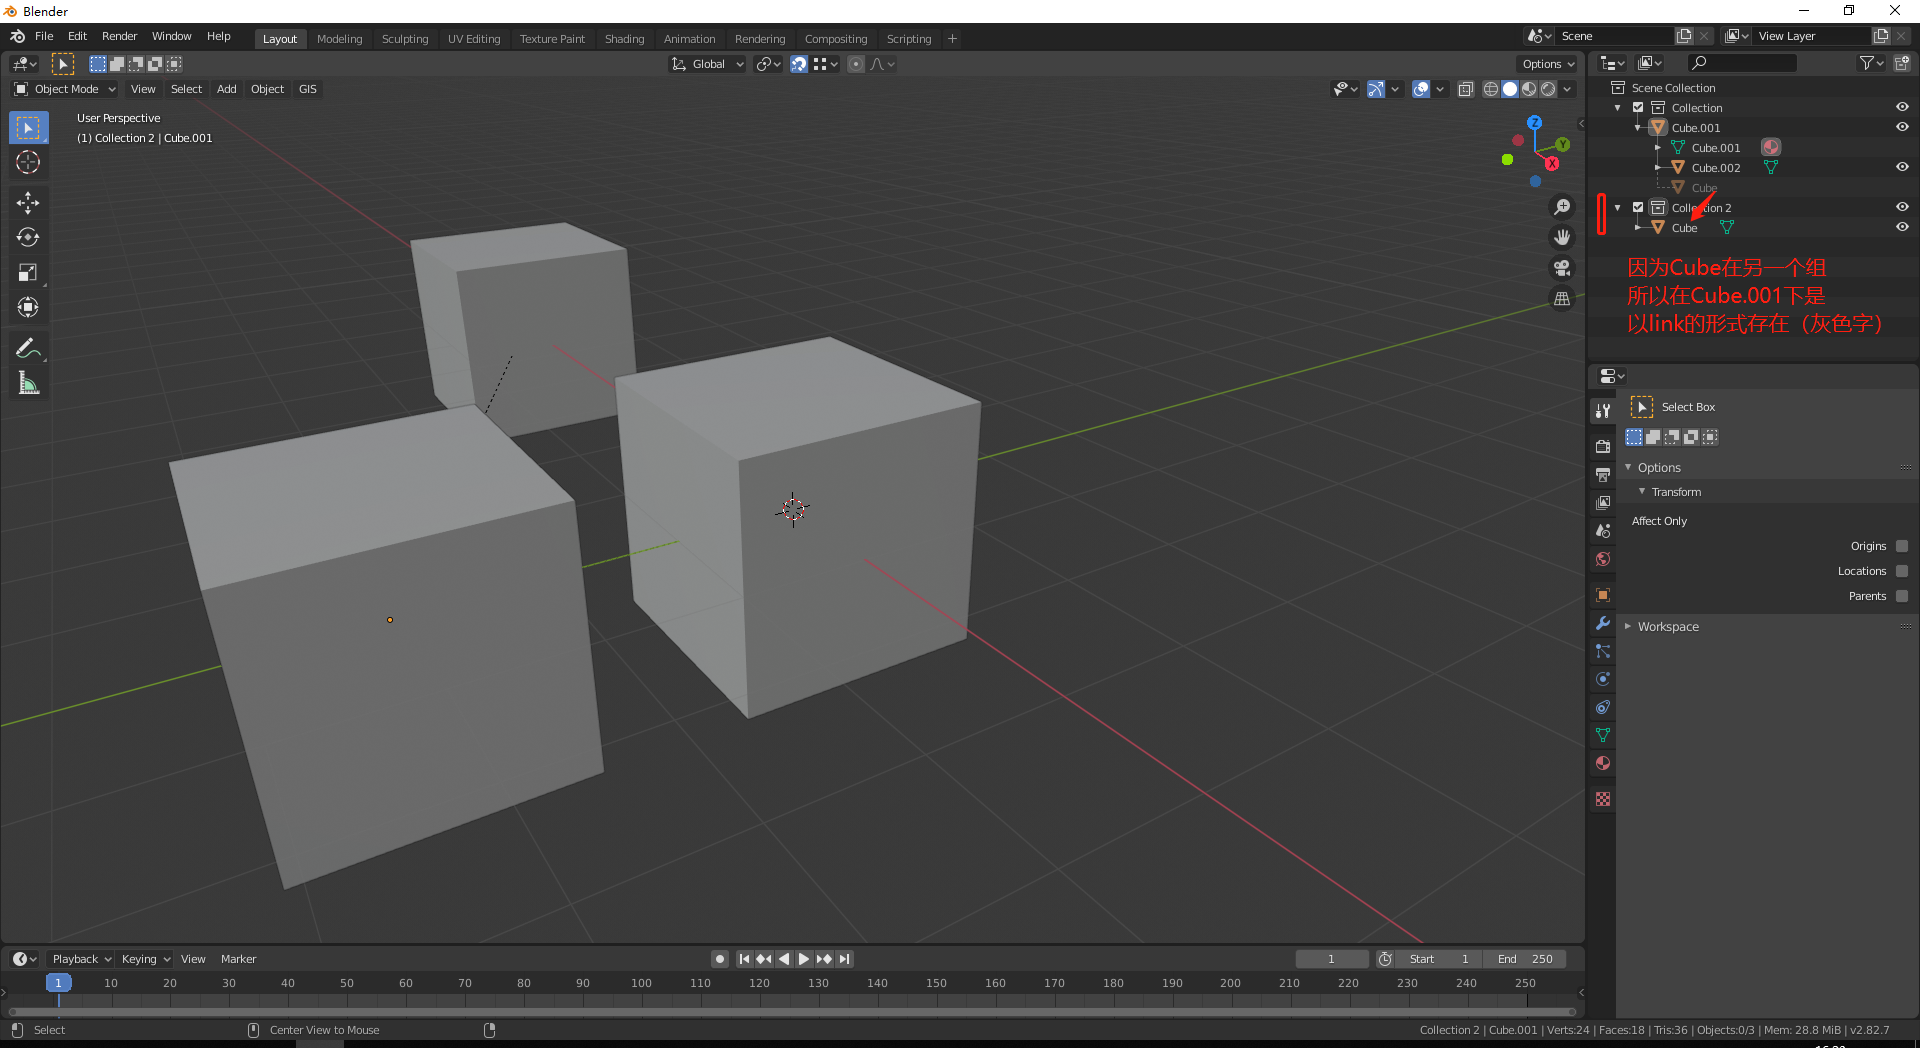 Blender
File Edit Render Window Help
Layout Modeling Sculpting UV Editing Texture Paint Shading Animation Rendering Compositing Scripting +
Scene
View Layer
Global
Options
Object Mode View Select Add Object GIS
User Perspective
(1) Collection 2 | Cube.001
Z
Y
X
Scene Collection
Collection
Cube.001
Cube.001
Cube.002
Cube
Collection 2
Cube
因为Cube在另一个组
所以在Cube.001下是
以link的形式存在（灰色字）
Select Box
Options
Transform
Affect Only
Origins
Locations
Parents
Workspace
Playback Keying View Marker
1
Start 1
End 250
1 10 20 30 40 50 60 70 80 90 100 110 120 130 140 150 160 170 180 190 200 210 220 230 240 250
Select
Center View to Mouse
Collection 2 | Cube.001 | Verts:24 | Faces:18 | Tris:36 | Objects:0/3 | Mem: 28.8 MiB | v2.82.7